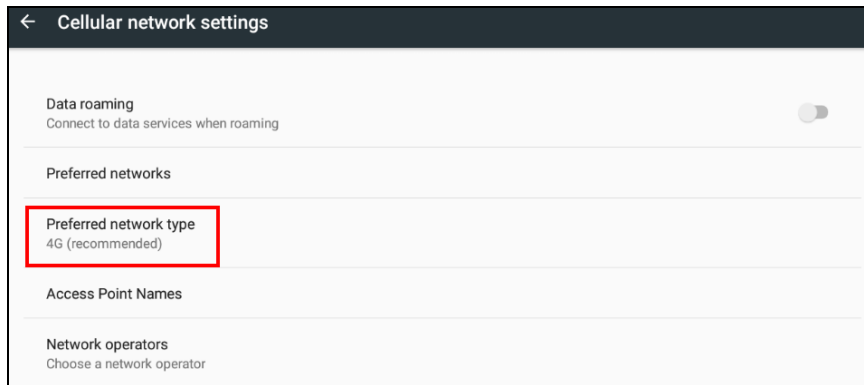 Cellular network settings
Data roaming
Connect to data services when roaming
Preferred networks
Preferred network type
4G (recommended)
Access Point Names
Network operators
Choose a network operator